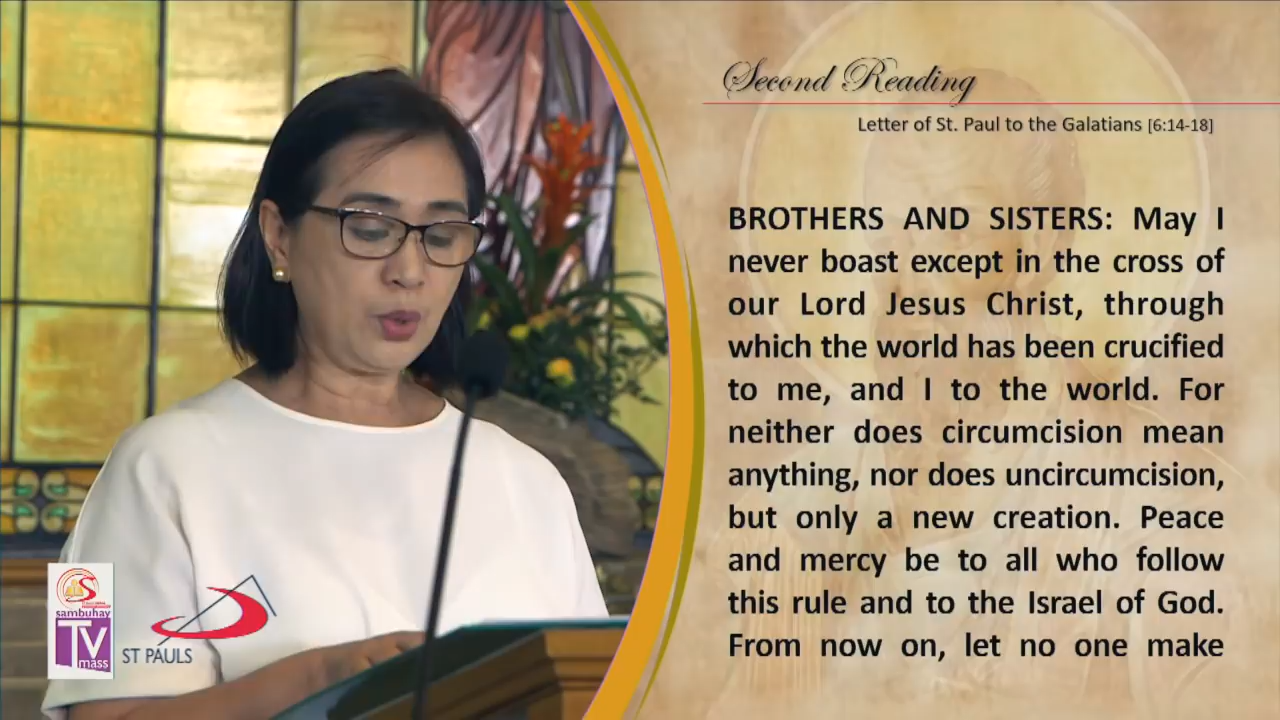 Second Reading
Letter of St. Paul to the Galatians [6:14-18]
BROTHERS AND SISTERS: May I
never boast except in the cross of
our Lord Jesus Christ, through
which the world has been crucified
to me, and I to the world. For
neither does circumcision mean
anything, nor does uncircumcision,
but only a new creation. Peace
and mercy be to all who follow
this rule and to the Israel of God.
From now on, let no one make
sambuhay
TV
mass
ST PAULS